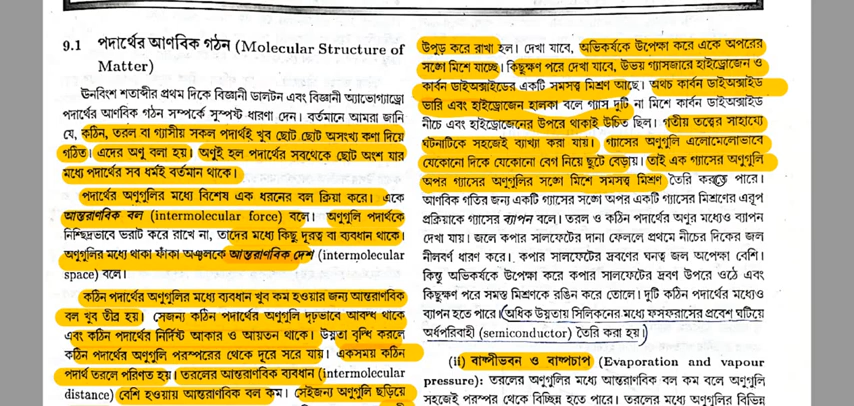 9.1 পদার্থের আণবিক গঠন (Molecular Structure of
Matter)
ঊনবিংশ শতাব্দীর প্রথম দিকে বিজ্ঞানী ডালটন এবং বিজ্ঞানী অ্যাভোগাড্রো
পদার্থের আণবিক গঠন সম্পর্কে সুস্পষ্ট ধারণা দেন। বর্তমানে আমরা জানি
যে, কঠিন, তরল বা গ্যাসীয় সকল পদার্থই খুব ছোট ছোট অসংখ্য কণা দিয়ে
গঠিত। এদের অণু বলা হয়। অণুই হল পদার্থের সবথেকে ছোট অংশ যার
মধ্যে পদার্থের সব ধর্মই বর্তমান থাকে।
পদার্থের অণুগুলির মধ্যে বিশেষ এক ধরনের বল ক্রিয়া করে। একে
আন্তরাণবিক বল (intermolecular force) বলে। অণুগুলি পদার্থকে
নিশ্ছিদ্রভাবে ভরাট করে রাখে না, তাদের মধ্যে কিছু দূরত্ব বা ব্যবধান থাকে।
অণুগুলির মধ্যে থাকা ফাঁকা অঞ্চলকে আন্তরাণবিক দেশ (intermolecular
space) বলে।
কঠিন পদার্থের অণুগুলির মধ্যে ব্যবধান খুব কম হওয়ার জন্য আন্তরাণবিক
বল খুব তীব্র হয়। সেজন্য কঠিন পদার্থের অণুগুলি দৃঢ়ভাবে আবদ্ধ থাকে
এবং কঠিন পদার্থের নির্দিষ্ট আকার ও আয়তন থাকে। উষ্ণতা বৃদ্ধি করলে
কঠিন পদার্থের অণুগুলি পরস্পরের থেকে দূরে সরে যায়। একসময় কঠিন
পদার্থ তরলে পরিণত হয়। তরলের আন্তরাণবিক ব্যবধান (intermolecular
distance) বেশি হওয়ায় আন্তরাণবিক বল কম। সেইজন্য অণুগুলি ছড়িয়ে
উপুড় করে রাখা হল। দেখা যাবে, অভিকর্ষকে উপেক্ষা করে একে অপরের
সঙ্গে মিশে যাচ্ছে। কিছুক্ষণ পরে দেখা যাবে, উভয় গ্যাসজারে হাইড্রোজেন ও
কার্বন ডাইঅক্সাইডের একটি সমসত্ত্ব মিশ্রণ আছে। অথচ কার্বন ডাইঅক্সাইড
ভারি এবং হাইড্রোজেন হালকা বলে গ্যাস দুটি না মিশে কার্বন ডাইঅক্সাইড
নীচে এবং হাইড্রোজেনের উপরে থাকাই উচিত ছিল। গতীয় তত্ত্বের সাহায্যে
ঘটনাটিকে সহজেই ব্যাখ্যা করা যায়। গ্যাসের অণুগুলি এলোমেলোভাবে
যেকোনো দিকে যেকোনো বেগ নিয়ে ছুটে বেড়ায়। তাই এক গ্যাসের অণুগুলি
অপর গ্যাসের অণুগুলির সঙ্গে মিশে সমসত্ত্ব মিশ্রণ তৈরি করতে পারে।
আণবিক গতির জন্য একটি গ্যাসের সঙ্গে অপর একটি গ্যাসের মিশ্রণের এরূপ
প্রক্রিয়াকে গ্যাসের ব্যাপন বলে। তরল ও কঠিন পদার্থের অণুর মধ্যেও ব্যাপন
দেখা যায়। জলে কপার সালফেটের দানা ফেললে প্রথমে নীচের দিকের জল
নীলবর্ণ ধারণ করে। কপার সালফেটের দ্রবণের ঘনত্ব জল অপেক্ষা বেশি।
কিন্তু অভিকর্ষকে উপেক্ষা করে কপার সালফেটের দ্রবণ উপরে ওঠে এবং
কিছুক্ষণ পরে সমস্ত মিশ্রণকে রঙিন করে তোলে। দুটি কঠিন পদার্থের মধ্যেও
ব্যাপন হতে পারে। (অধিক উষ্ণতায় সিলিকনের মধ্যে ফসফরাসের প্রবেশ ঘটিয়ে
অর্ধপরিবাহী (semiconductor) তৈরি করা হয়।)
(ii) বাষ্পীভবন ও বাষ্পচাপ (Evaporation and vapour
pressure): তরলের অণুগুলির মধ্যে আন্তরাণবিক বল কম বলে অণুগুলি
সহজেই পরস্পর থেকে বিচ্ছিন্ন হতে পারে। তরলের মধ্যে অণুগুলির বিভিন্ন